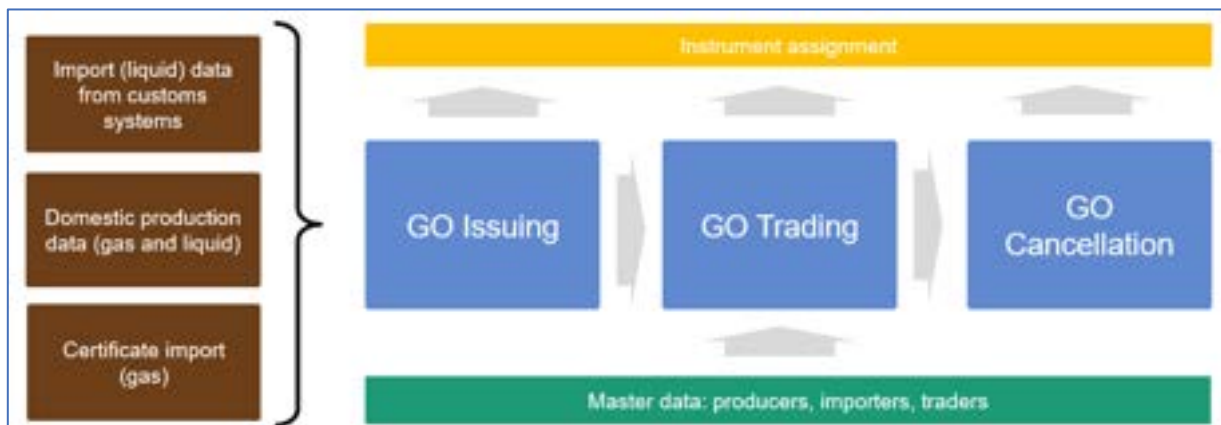 Import (liquid) data
from customs
systems
Domestic production
data (gas and liquid)
Certificate import
(gas)
Instrument assignment
GO Issuing
GO Trading
GO
Cancellation
Master data: producers, importers, traders